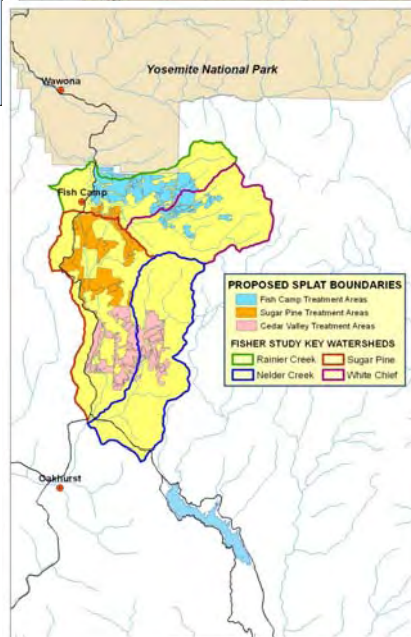 Yosemite National Park
Wawona
Fish Camp
PROPOSED SPLAT BOUNDARIES
Fish Camp Treatment Areas
Sugar Pine Treatment Areas
Cedar Valley Treatment Areas
FISHER STUDY KEY WATERSHEDS
Rainier Creek Sugar Pine
Nelder Creek White Chief
Oakhurst